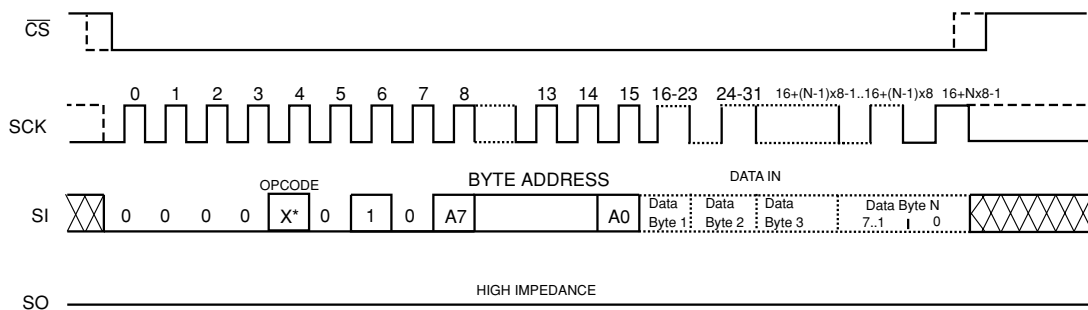 CS
0 1 2 3 4 5 6 7 8 13 14 15 16-23 24-31 16+(N-1)x8-1..16+(N-1)x8 16+Nx8-1
SCK
OPCODE BYTE ADDRESS DATA IN
SI 0 0 0 0 X* 0 1 0 A7 A0 Data Byte 1 Data Byte 2 Data Byte 3 Data Byte N
7..1 0
HIGH IMPEDANCE
SO